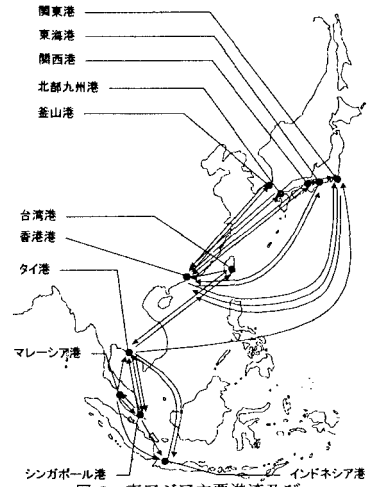 関東港
東海港
関西港
北部九州港
釜山港
台湾港
香港港
タイ港
マレーシア港
シンガポール港
インドネシア港